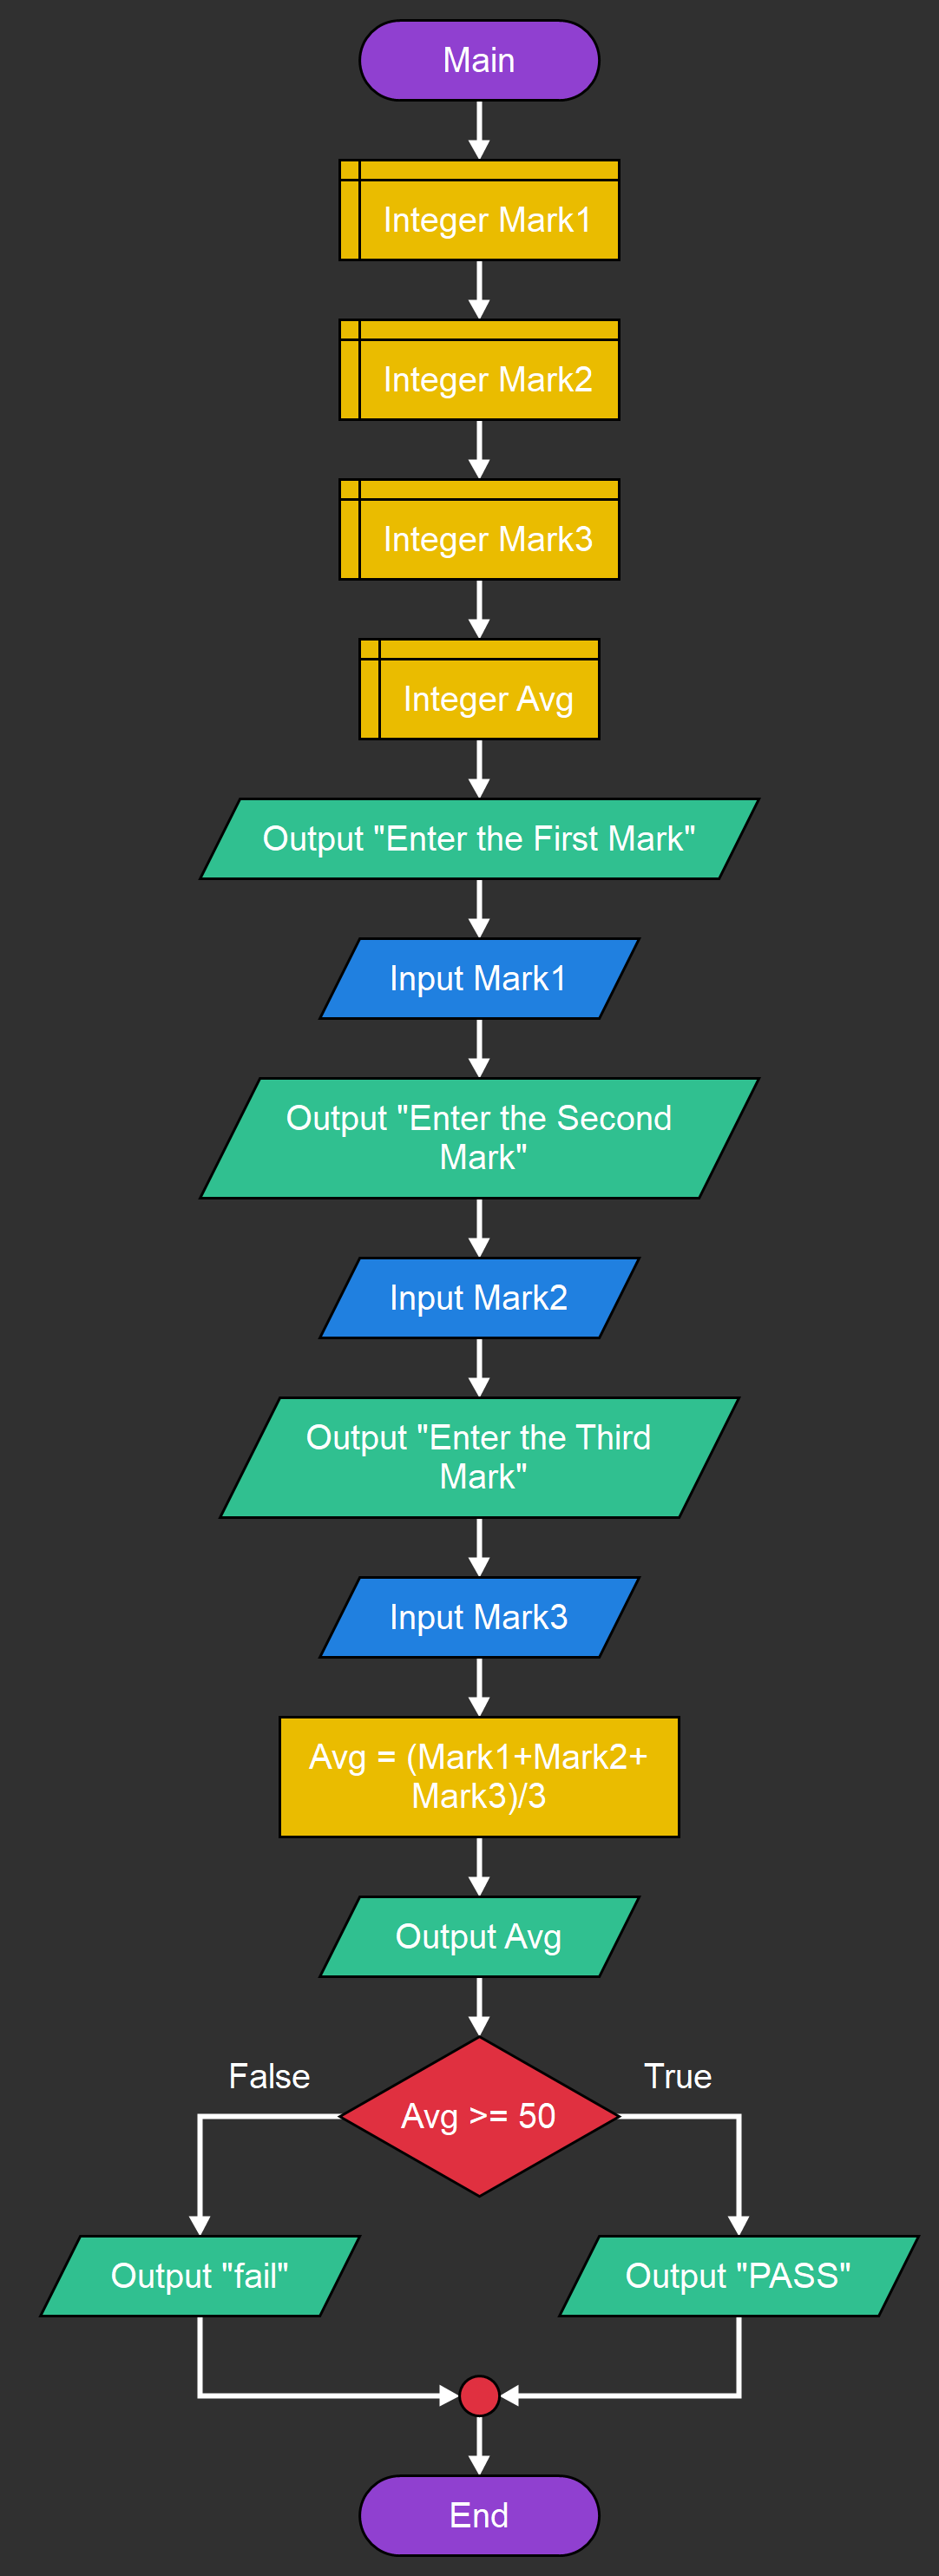 Main
Integer Mark1
Integer Mark2
Integer Mark3
Integer Avg
Output "Enter the First Mark"
Input Mark1
Output "Enter the Second
Mark"
Input Mark2
Output "Enter the Third
Mark"
Input Mark3
Avg = (Mark1+Mark2+
Mark3)/3
Output Avg
False
True
Avg >= 50
Output "fail"
Output "PASS"
End